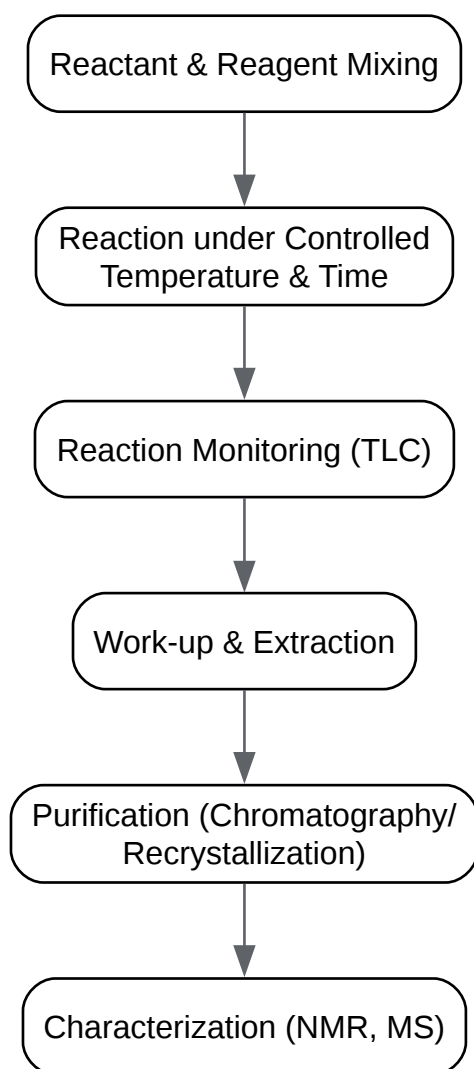 Reactant & Reagent Mixing
Reaction under Controlled
Temperature & Time
Reaction Monitoring (TLC)
Work-up & Extraction
Purification (Chromatography/
Recrystallization)
Characterization (NMR, MS)